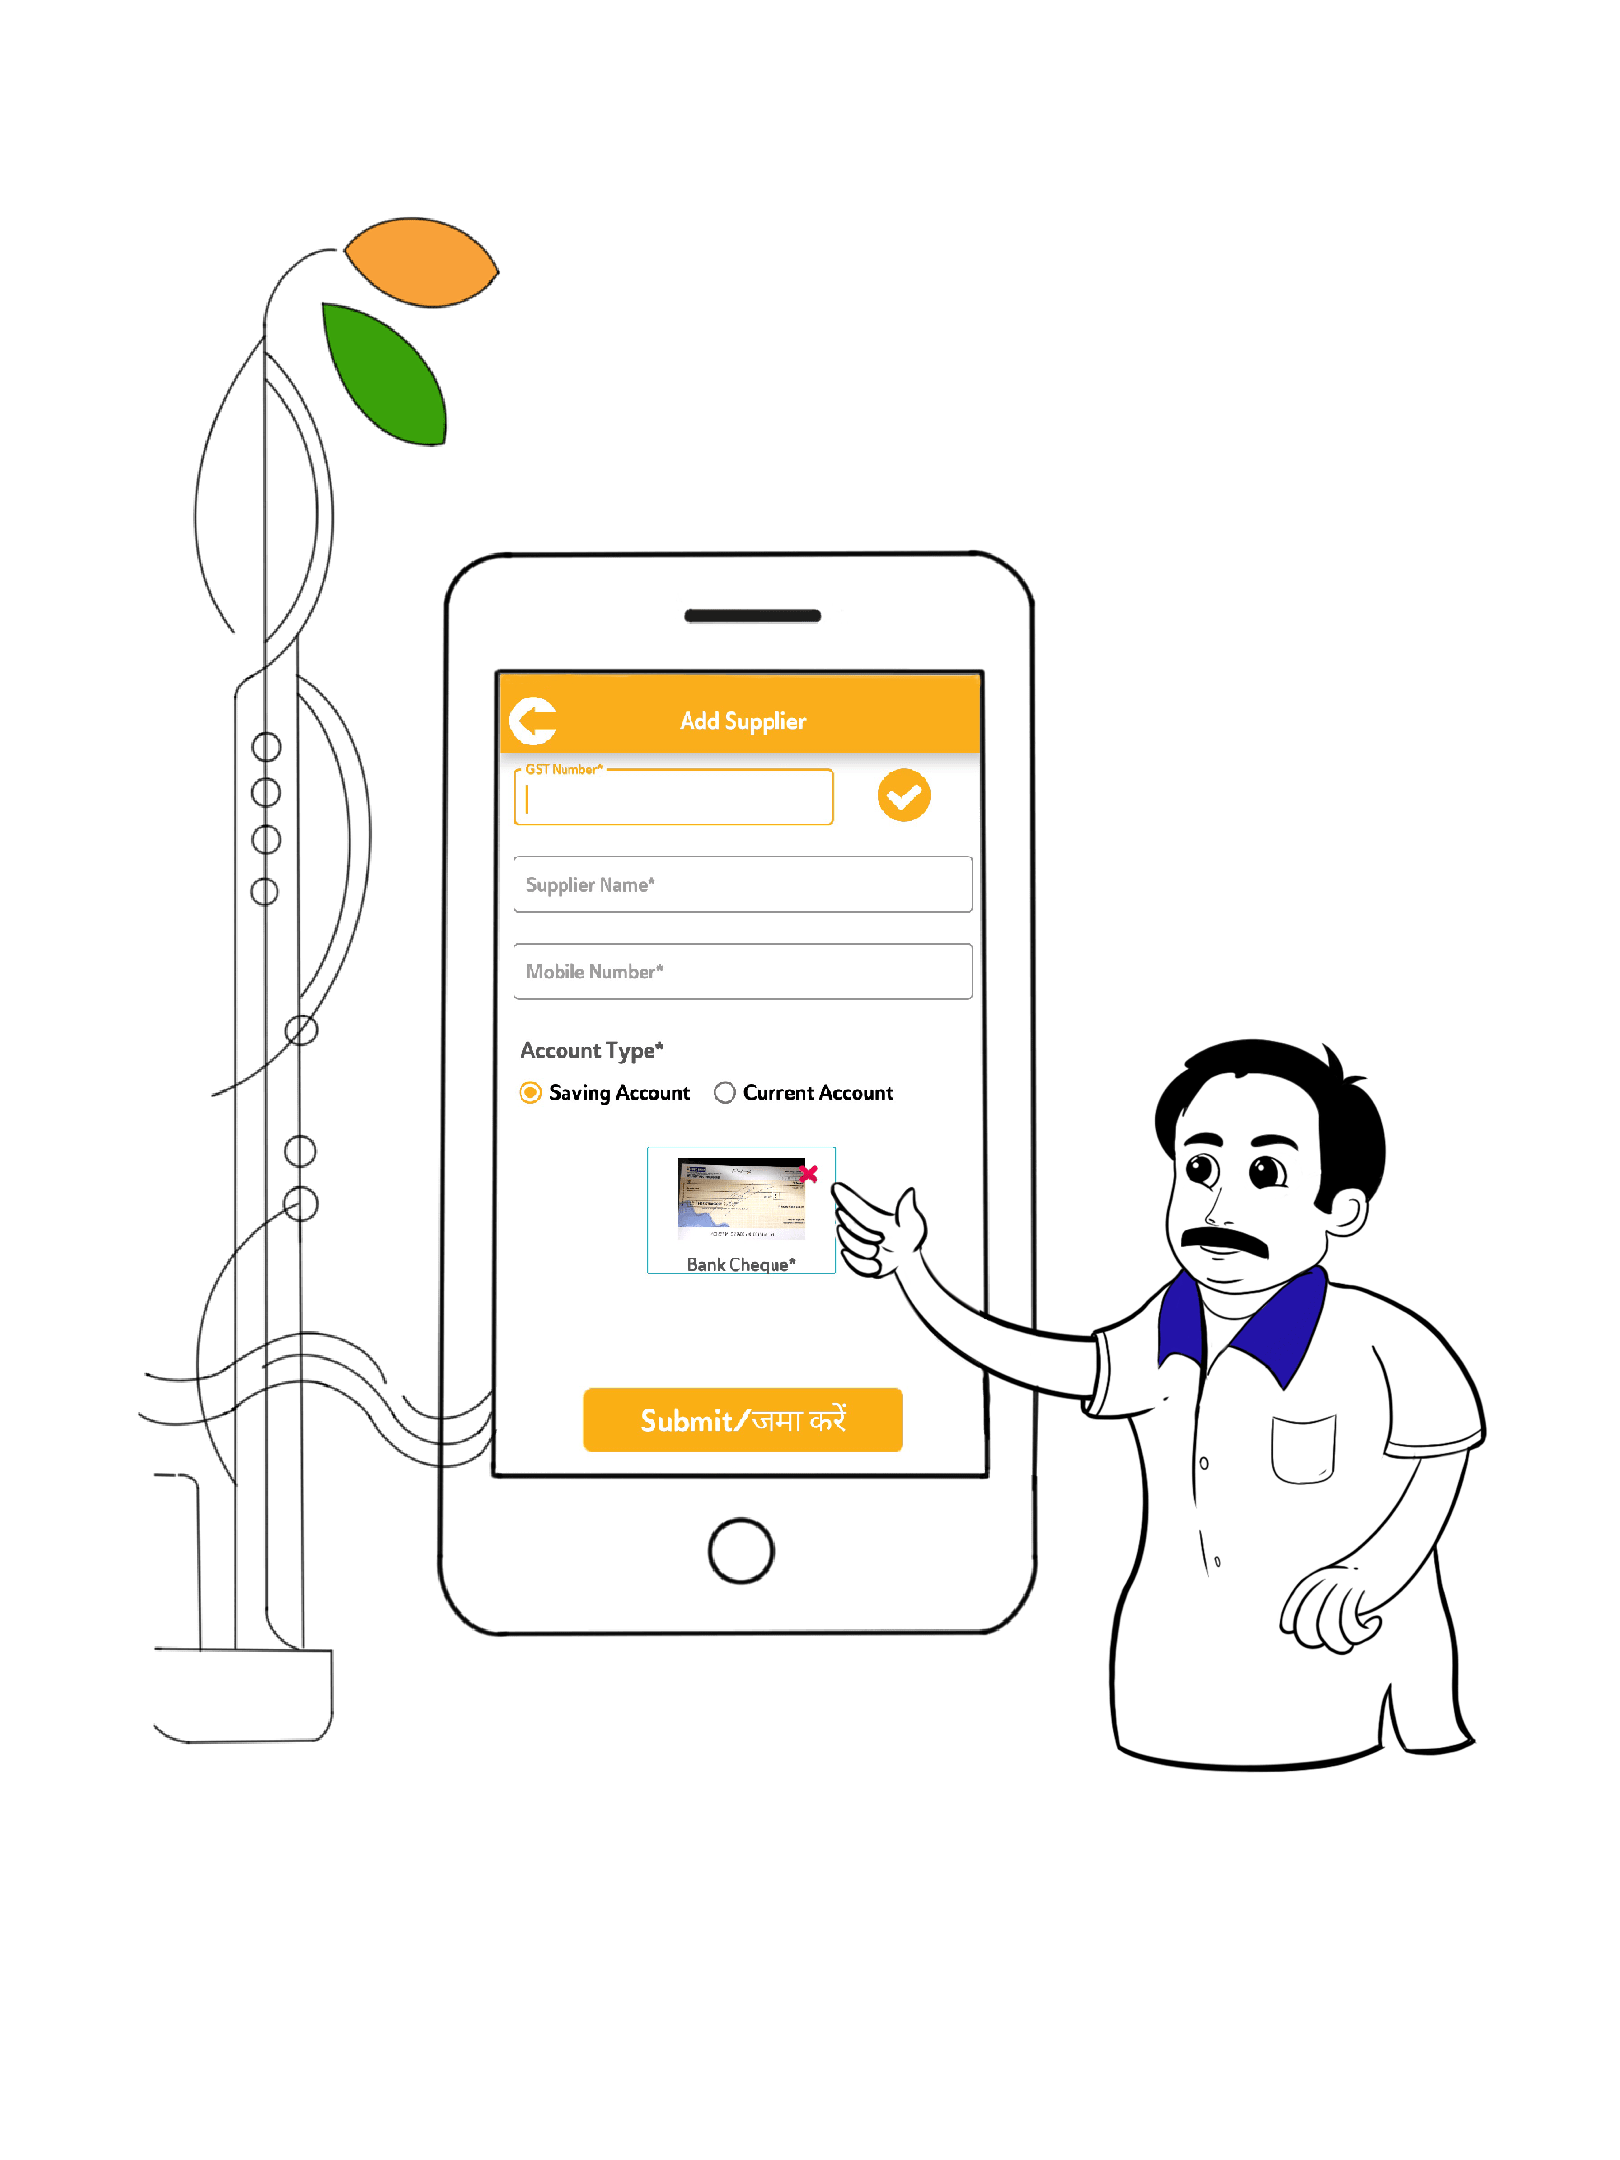 Add Supplier
GST Number*
Supplier Name*
Mobile Number*
Account Type*
Saving Account
Current Account
Bank Cheque*
Submit/जमा करें